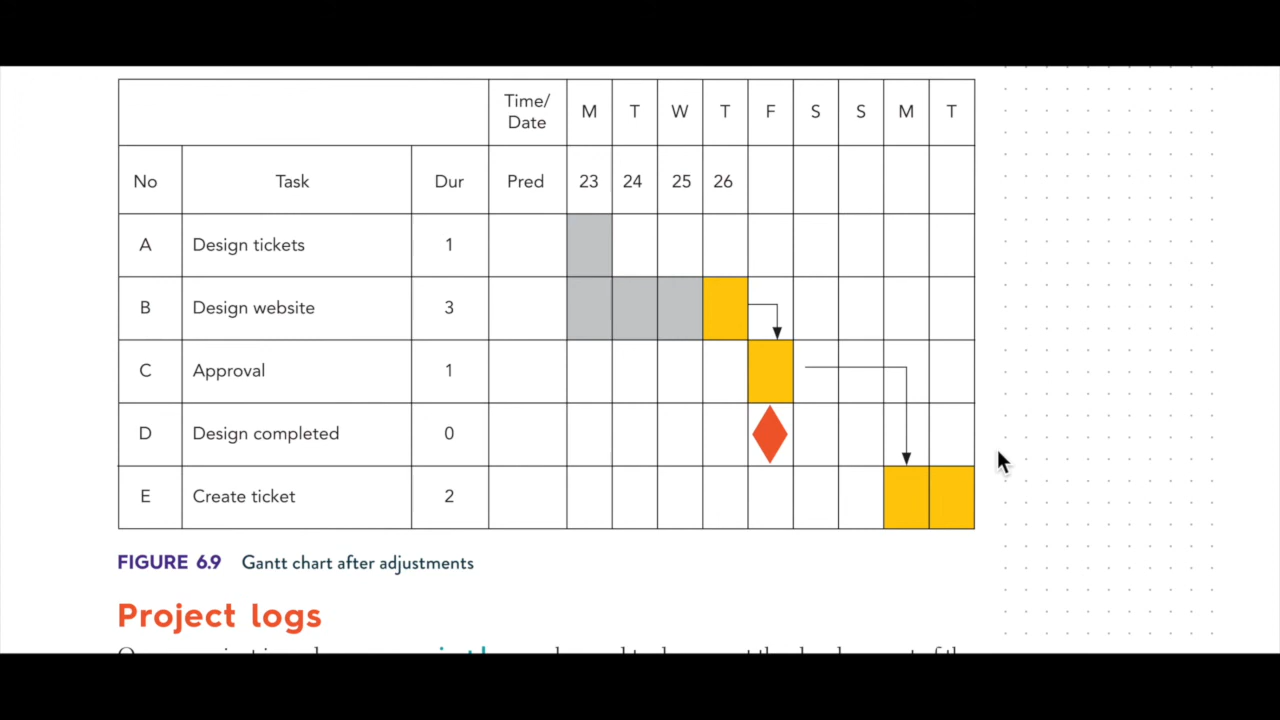 Time/
Date M T W T F S S M T
No Task Dur Pred 23 24 25 26
A Design tickets 1
B Design website 3
C Approval 1
D Design completed 0
E Create ticket 2
FIGURE 6.9 Gantt chart after adjustments
Project logs